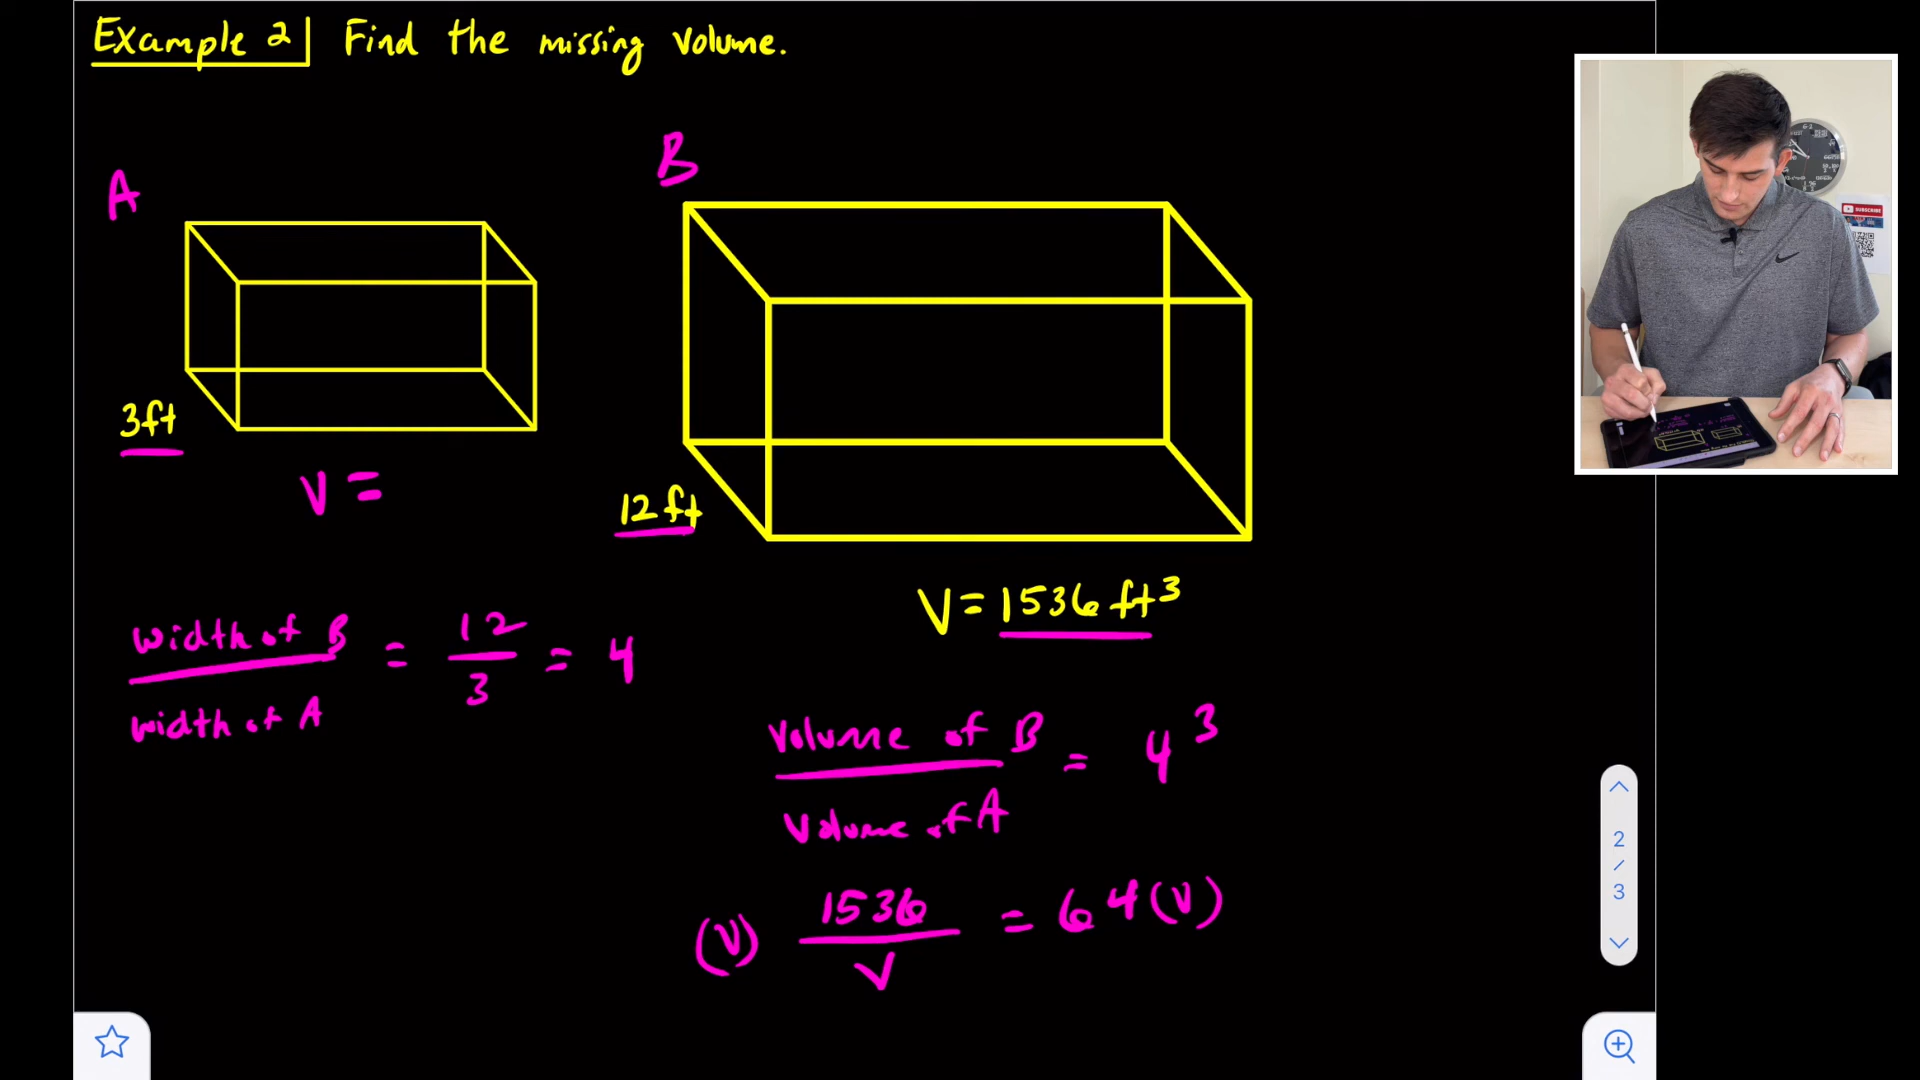 Example 2 | Find the missing volume.
A
B
3ft
V =
12ft
V = 1536 ft³
width of B / width of A = 12 / 3 = 4
volume of B / volume of A = 4³
(V) 1536 / V = 64 (V)
2 / 3
SUBSCRIBE